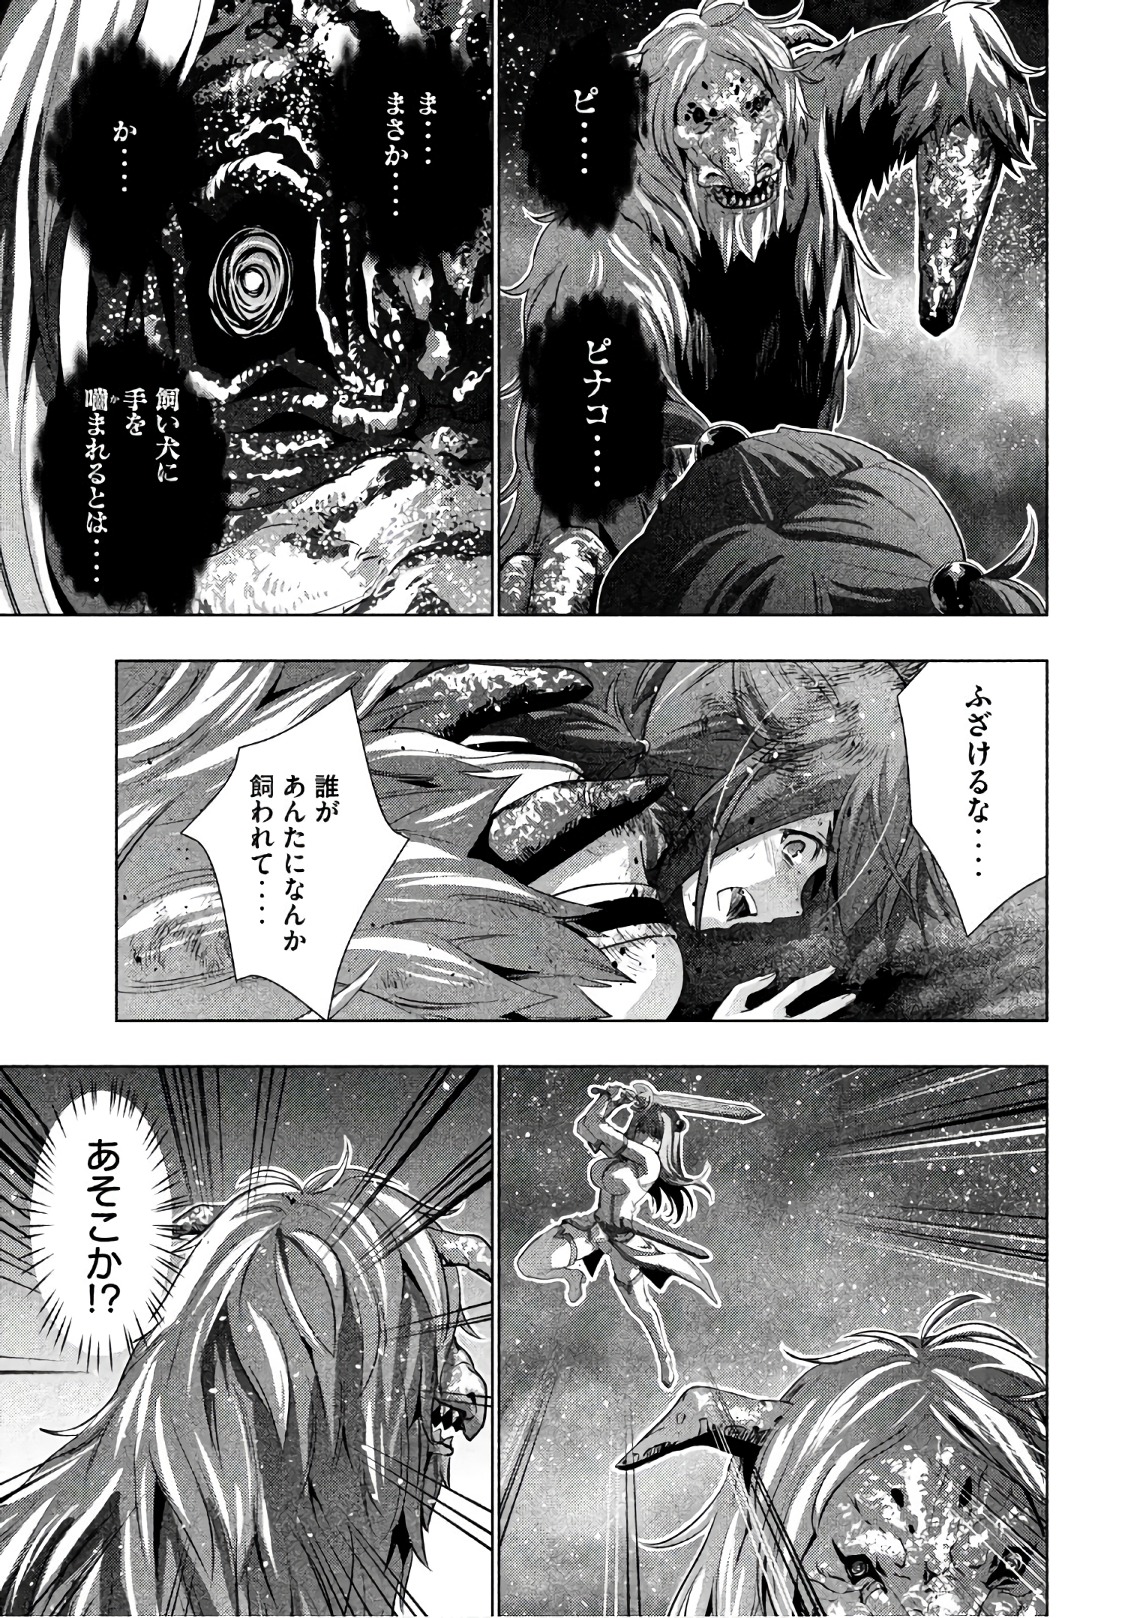 ピ‥‥
ピナコ‥‥‥
ま‥‥
まさか‥‥‥
か‥‥‥
飼い犬に
手を
嚙まれるとは‥‥‥
ふざけるな‥‥‥
誰が
あんたになんか
飼われて‥‥‥
あそこか!?